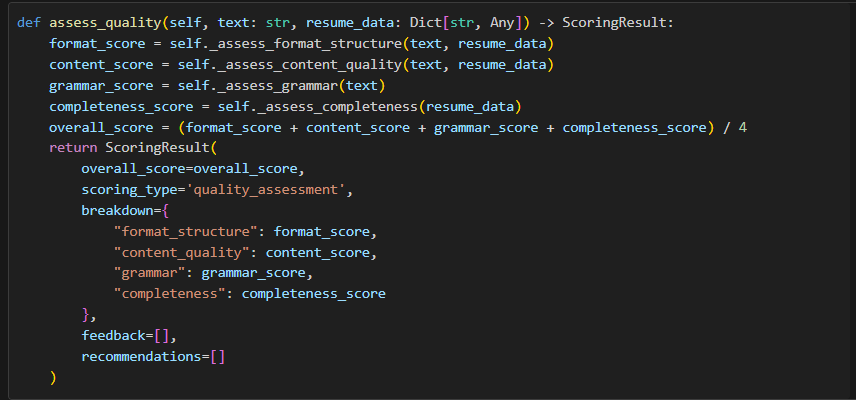 def assess_quality(self, text: str, resume_data: Dict[str, Any]) -> ScoringResult:
    format_score = self._assess_format_structure(text, resume_data)
    content_score = self._assess_content_quality(text, resume_data)
    grammar_score = self._assess_grammar(text)
    completeness_score = self._assess_completeness(resume_data)
    overall_score = (format_score + content_score + grammar_score + completeness_score) / 4
    return ScoringResult(
        overall_score=overall_score,
        scoring_type='quality_assessment',
        breakdown={
            "format_structure": format_score,
            "content_quality": content_score,
            "grammar": grammar_score,
            "completeness": completeness_score
        },
        feedback=[],
        recommendations=[]
    )